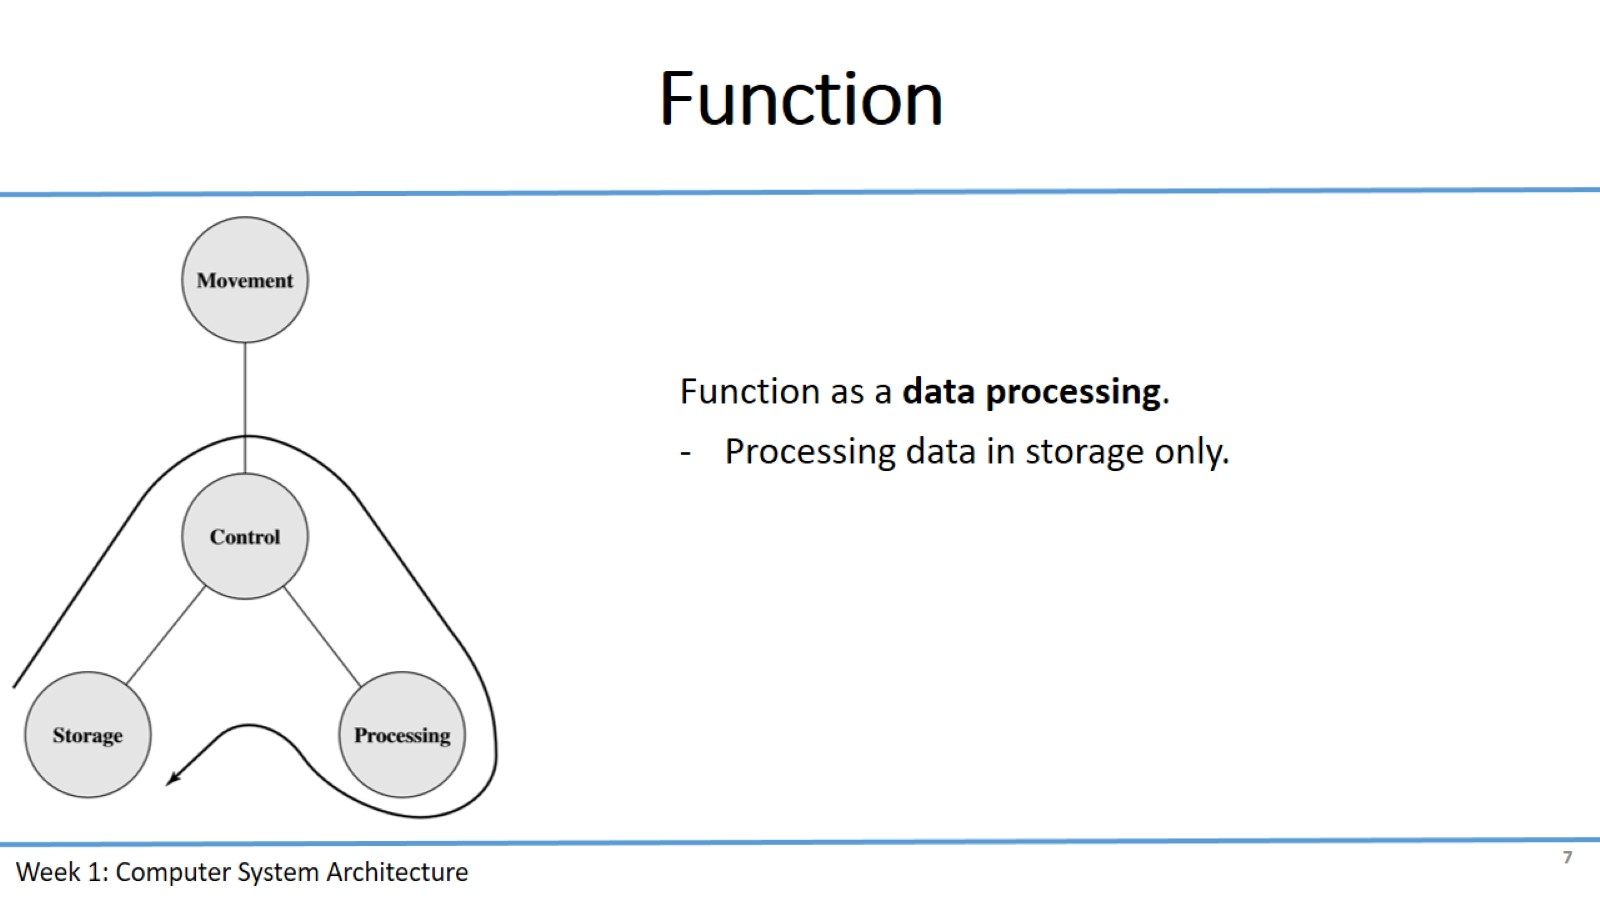 Function
Movement
Control
Storage
Processing
Function as a data processing.
- Processing data in storage only.
Week 1: Computer System Architecture
7